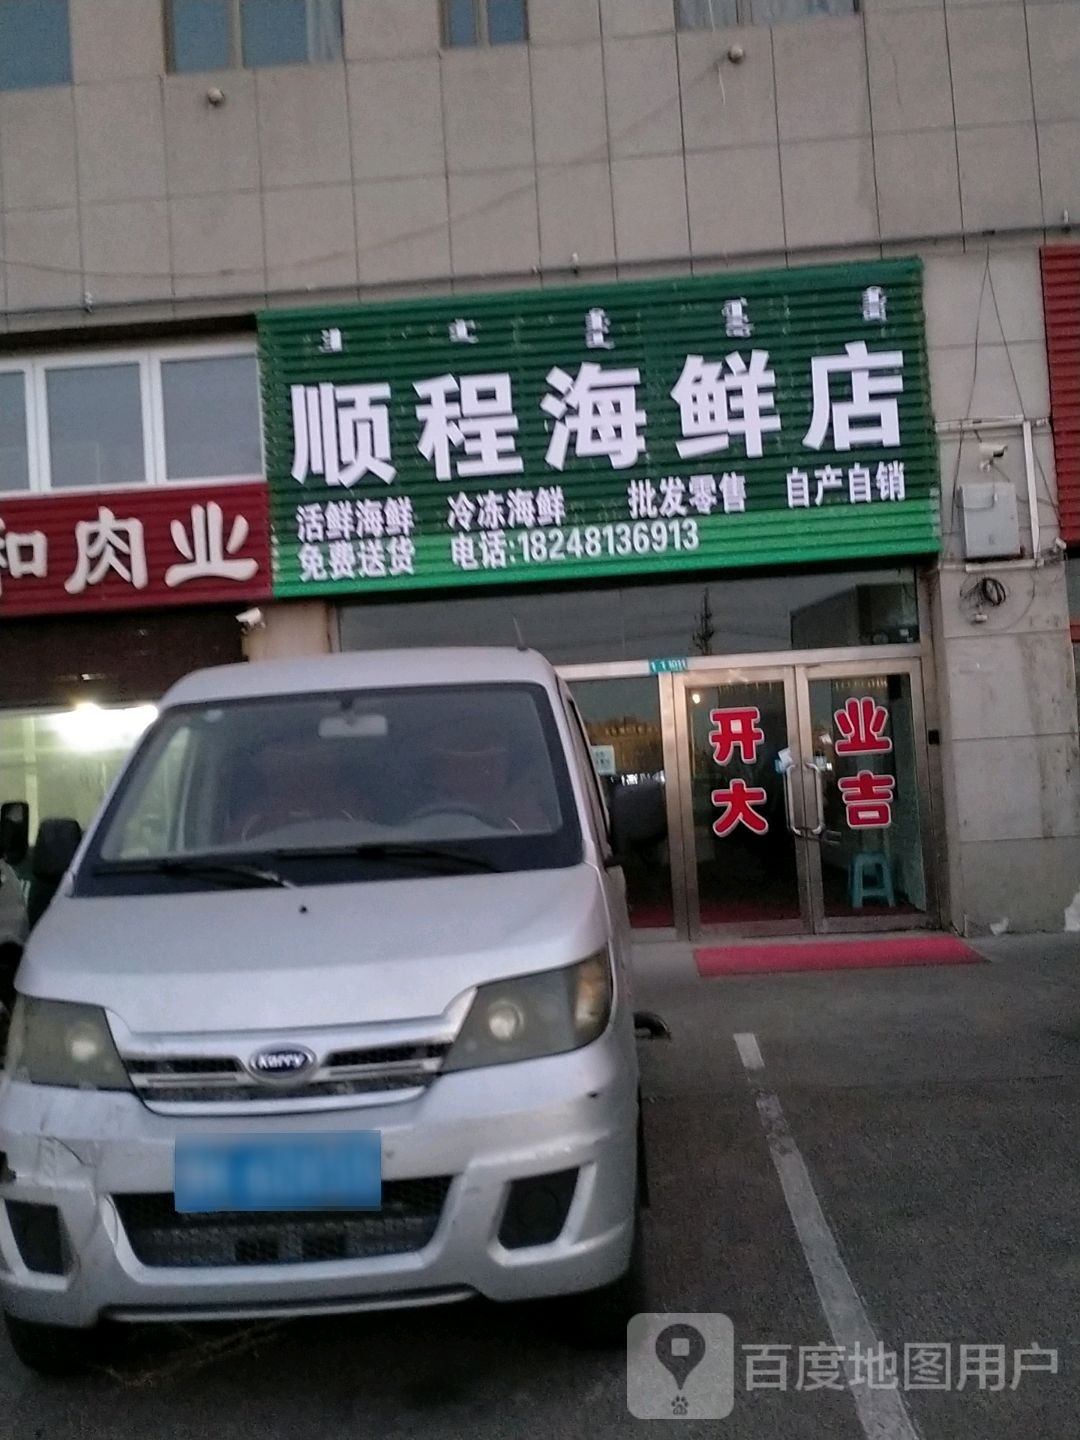 顺程海鲜店
活鲜海鲜 冷冻海鲜 批发零售 自产自销
免费送货 电话:18248136913
和肉业
开业
大吉
Karry
百度地图用户